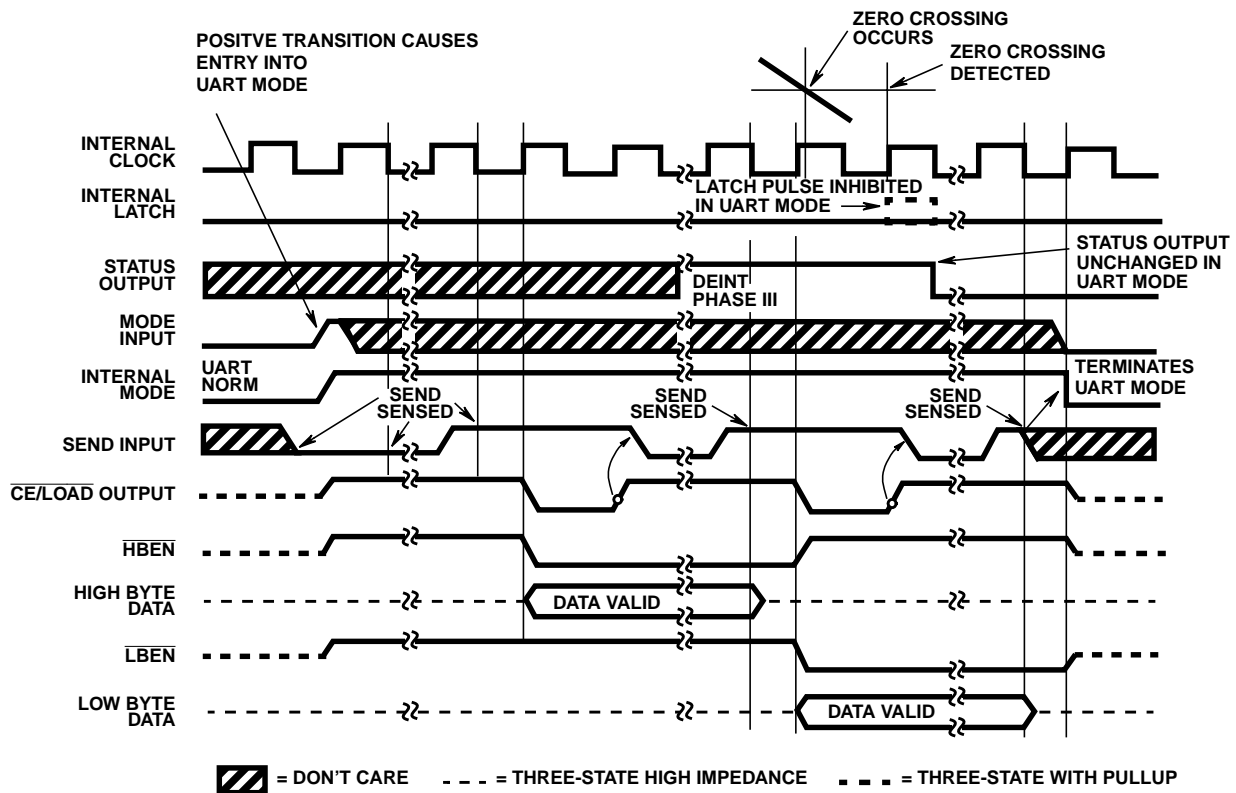 ZERO CROSSING
OCCURS
POSITVE TRANSITION CAUSES
ENTRY INTO
UART MODE
ZERO CROSSING
DETECTED
INTERNAL
CLOCK
LATCH PULSE INHIBITED
IN UART MODE
INTERNAL
LATCH
STATUS OUTPUT
UNCHANGED IN
UART MODE
STATUS
OUTPUT
DEINT
PHASE III
MODE
INPUT
UART
NORM
INTERNAL
MODE
TERMINATES
UART MODE
SEND
SENSED
SEND
SENSED
SEND
SENSED
SEND INPUT
CE/LOAD OUTPUT
HBEN
HIGH BYTE
DATA
DATA VALID
LBEN
LOW BYTE
DATA
DATA VALID
= DON'T CARE
= THREE-STATE HIGH IMPEDANCE
= THREE-STATE WITH PULLUP